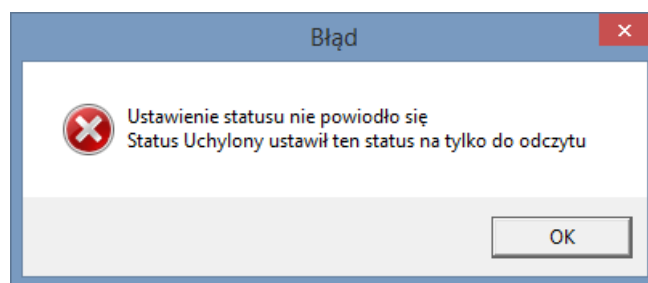 Błąd
Ustawienie statusu nie powiodło się
Status Uchylony ustawił ten status na tylko do odczytu
OK